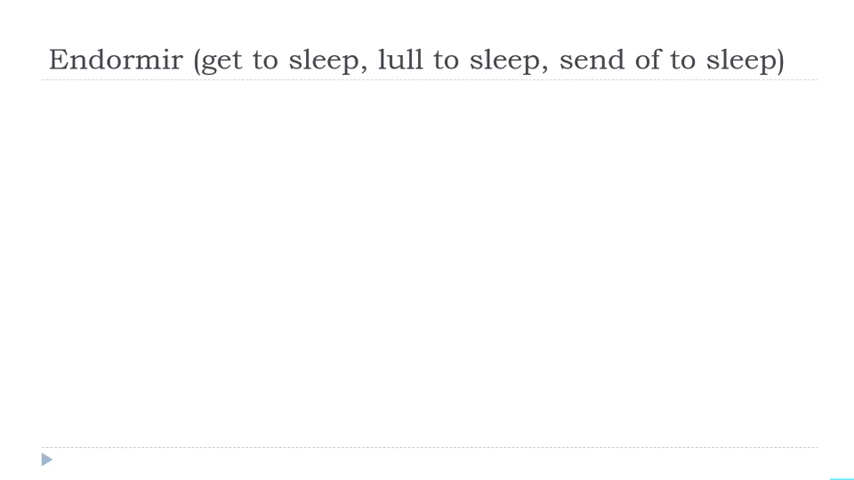 Endormir (get to sleep, lull to sleep, send of to sleep)